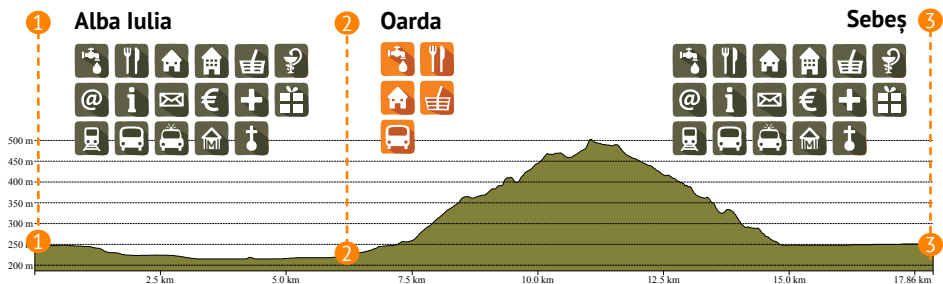 1 Alba Iulia 2 Oarda Sebeș 3
@ i € @ i €
M M
500 m
450 m
400 m
350 m
300 m
250 m
200 m
1 2 3
2.5 km 5.0 km 7.5 km 10.0 km 12.5 km 15.0 km 17.86 km